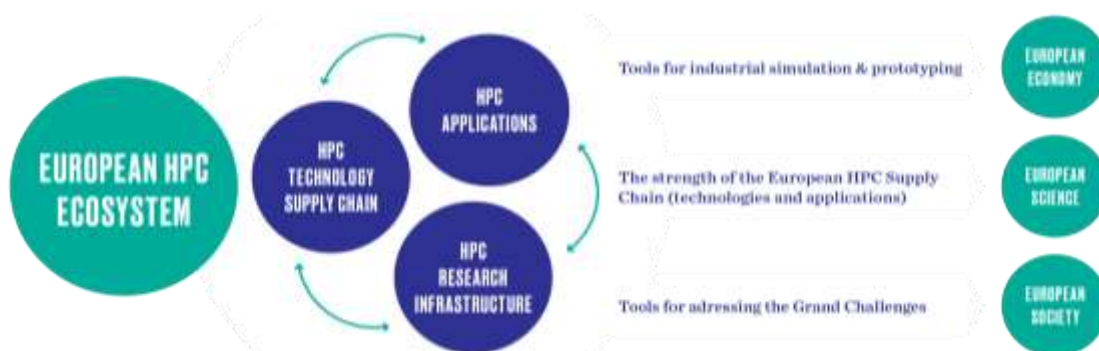 EUROPEAN HPC
ECOSYSTEM
HPC
TECHNOLOGY
SUPPLY CHAIN
HPC
APPLICATIONS
HPC
RESEARCH
INFRASTRUCTURE
Tools for industrial simulation & prototyping
EUROPEAN
ECONOMY
The strength of the European HPC Supply
Chain (technologies and applications)
EUROPEAN
SCIENCE
Tools for adressing the Grand Challenges
EUROPEAN
SOCIETY